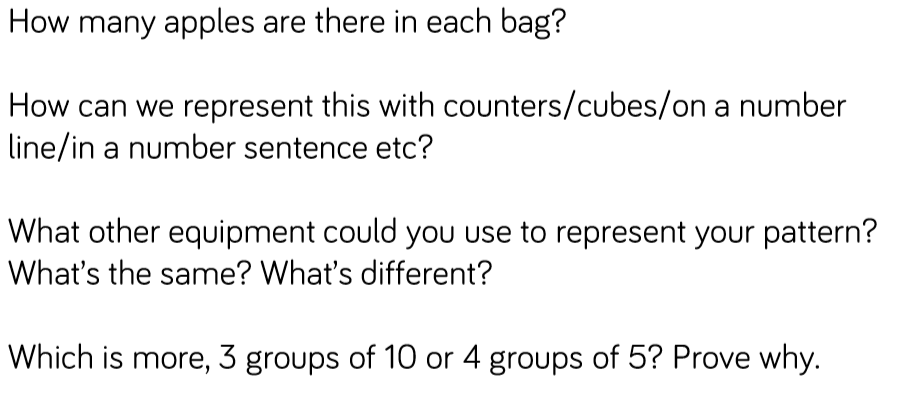 How many apples are there in each bag?
How can we represent this with counters/cubes/on a number
line/in a number sentence etc?
What other equipment could you use to represent your pattern?
What’s the same? What’s different?
Which is more, 3 groups of 10 or 4 groups of 5? Prove why.